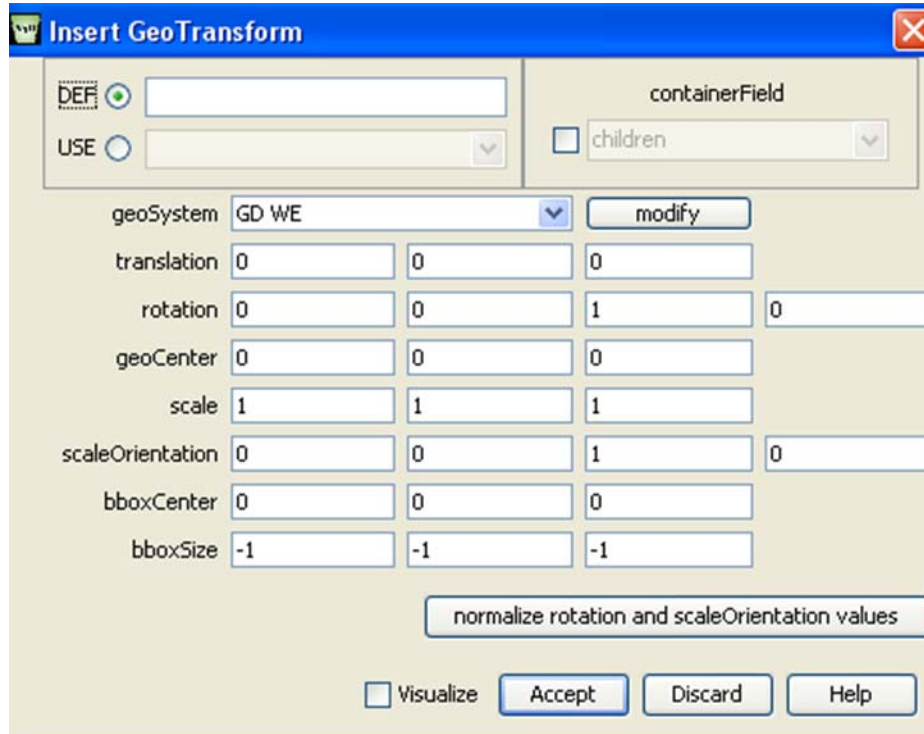 Insert GeoTransform
DEF
containerField
USE
children
geoSystem GD WE modify
translation 0 0 0
rotation 0 0 1 0
geoCenter 0 0 0
scale 1 1 1
scaleOrientation 0 0 1 0
bboxCenter 0 0 0
bboxSize -1 -1 -1
normalize rotation and scaleOrientation values
Visualize Accept Discard Help